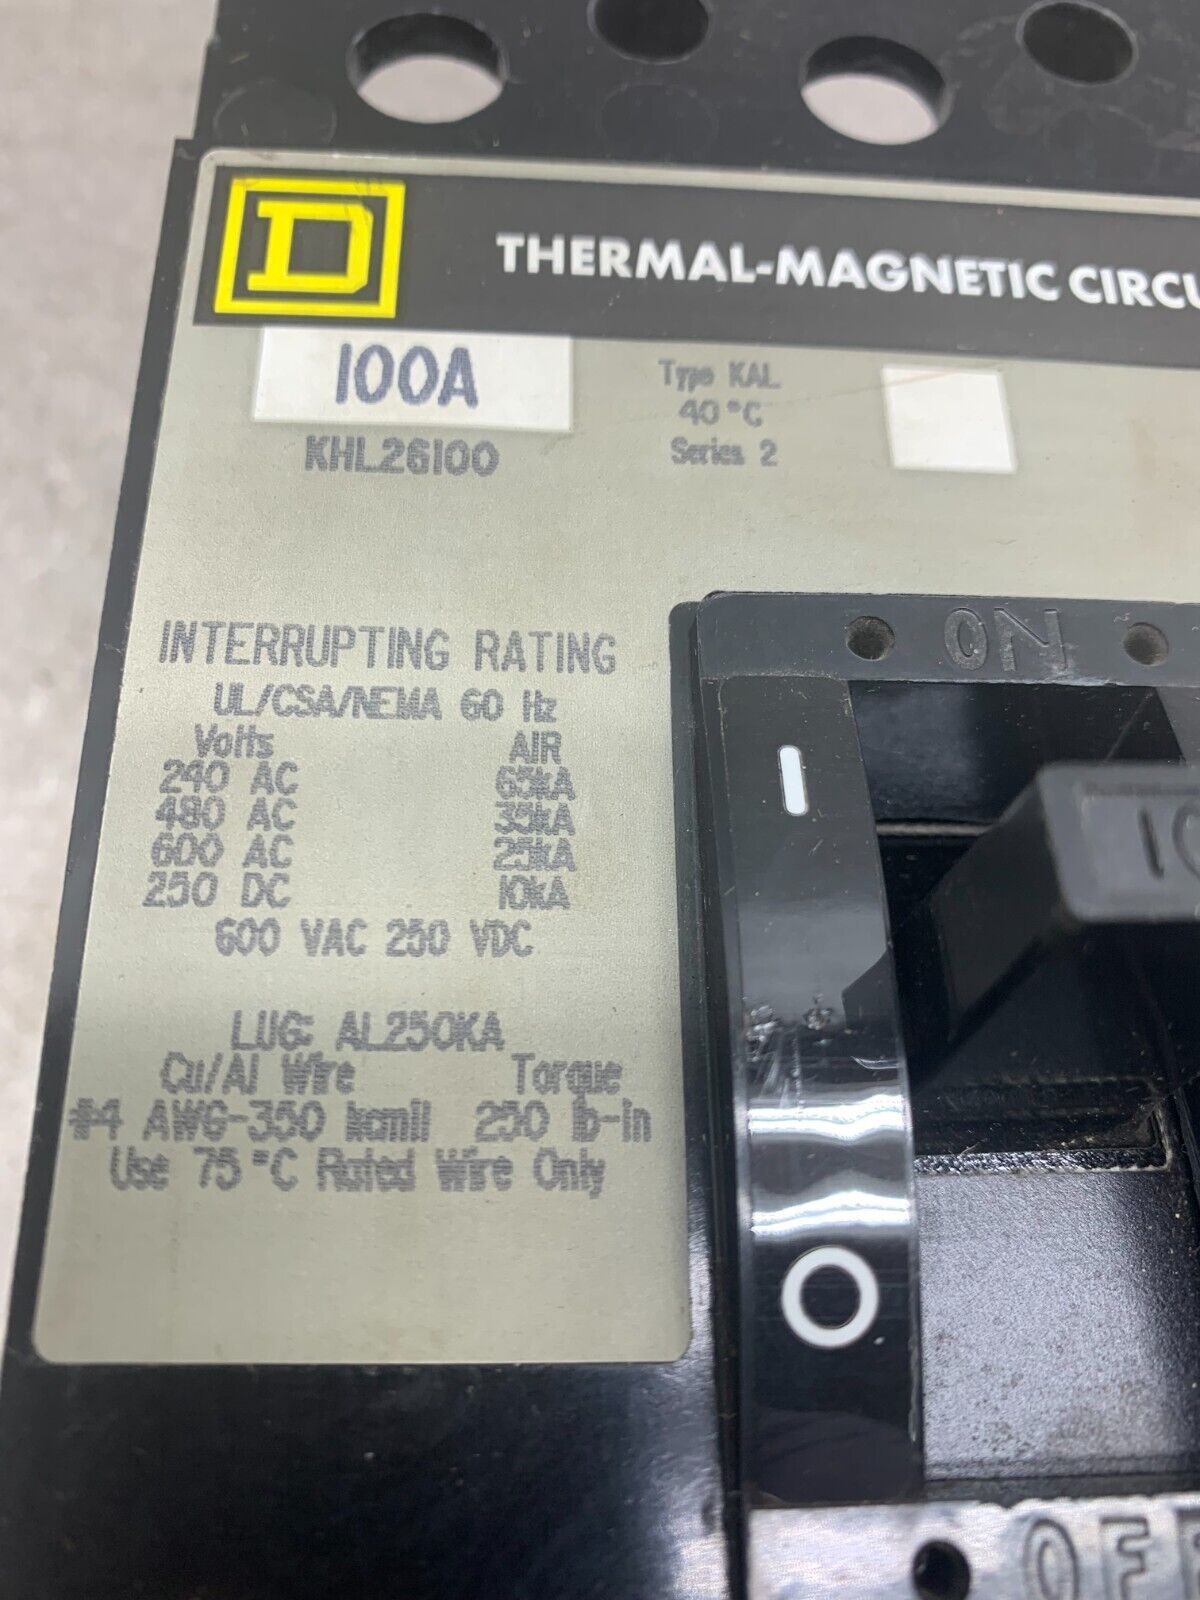 D THERMAL-MAGNETIC CIRCU
100A
KHL26100
Type KAL
40°C
Series 2
INTERRUPTING RATING
UL/CSA/NEMA 60 Hz
Volts AIR
240 AC 65kA
480 AC 35kA
600 AC 25kA
250 DC 10kA
600 VAC 250 VDC
LUG: AL250KA
Cu/Al Wire Torque
#4 AWG-350 kcmil 250 lb-in
Use 75°C Rated Wire Only
ON
I
10
O
OFF